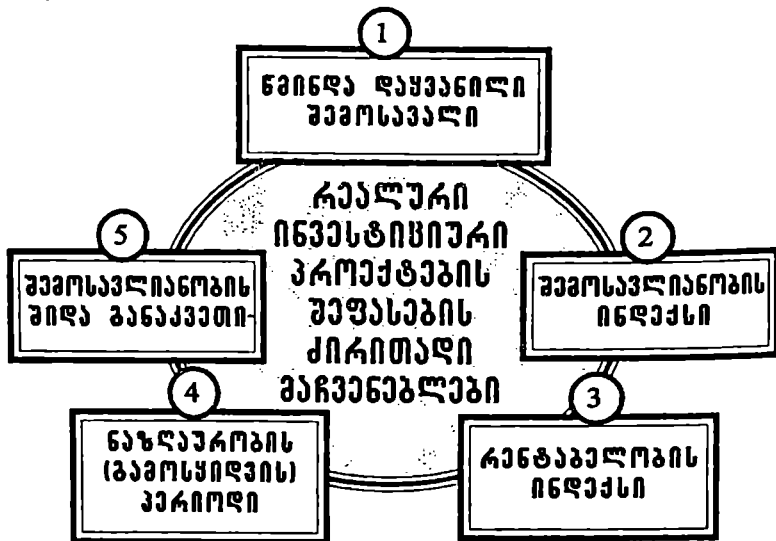 1
წმინდა დაყვანილი
შემოსავალი
რეალური
ინვესტიციური
პროექტების
შეფასების
ძირითადი
მაჩვენებლები
2
შემოსავლიანობის
ინდექსი
3
რენტაბელობის
ინდექსი
4
ნაზღაურობის
(გამოსყიდვის)
პერიოდი
5
შემოსავლიანობის
შიდა განაკვეთი